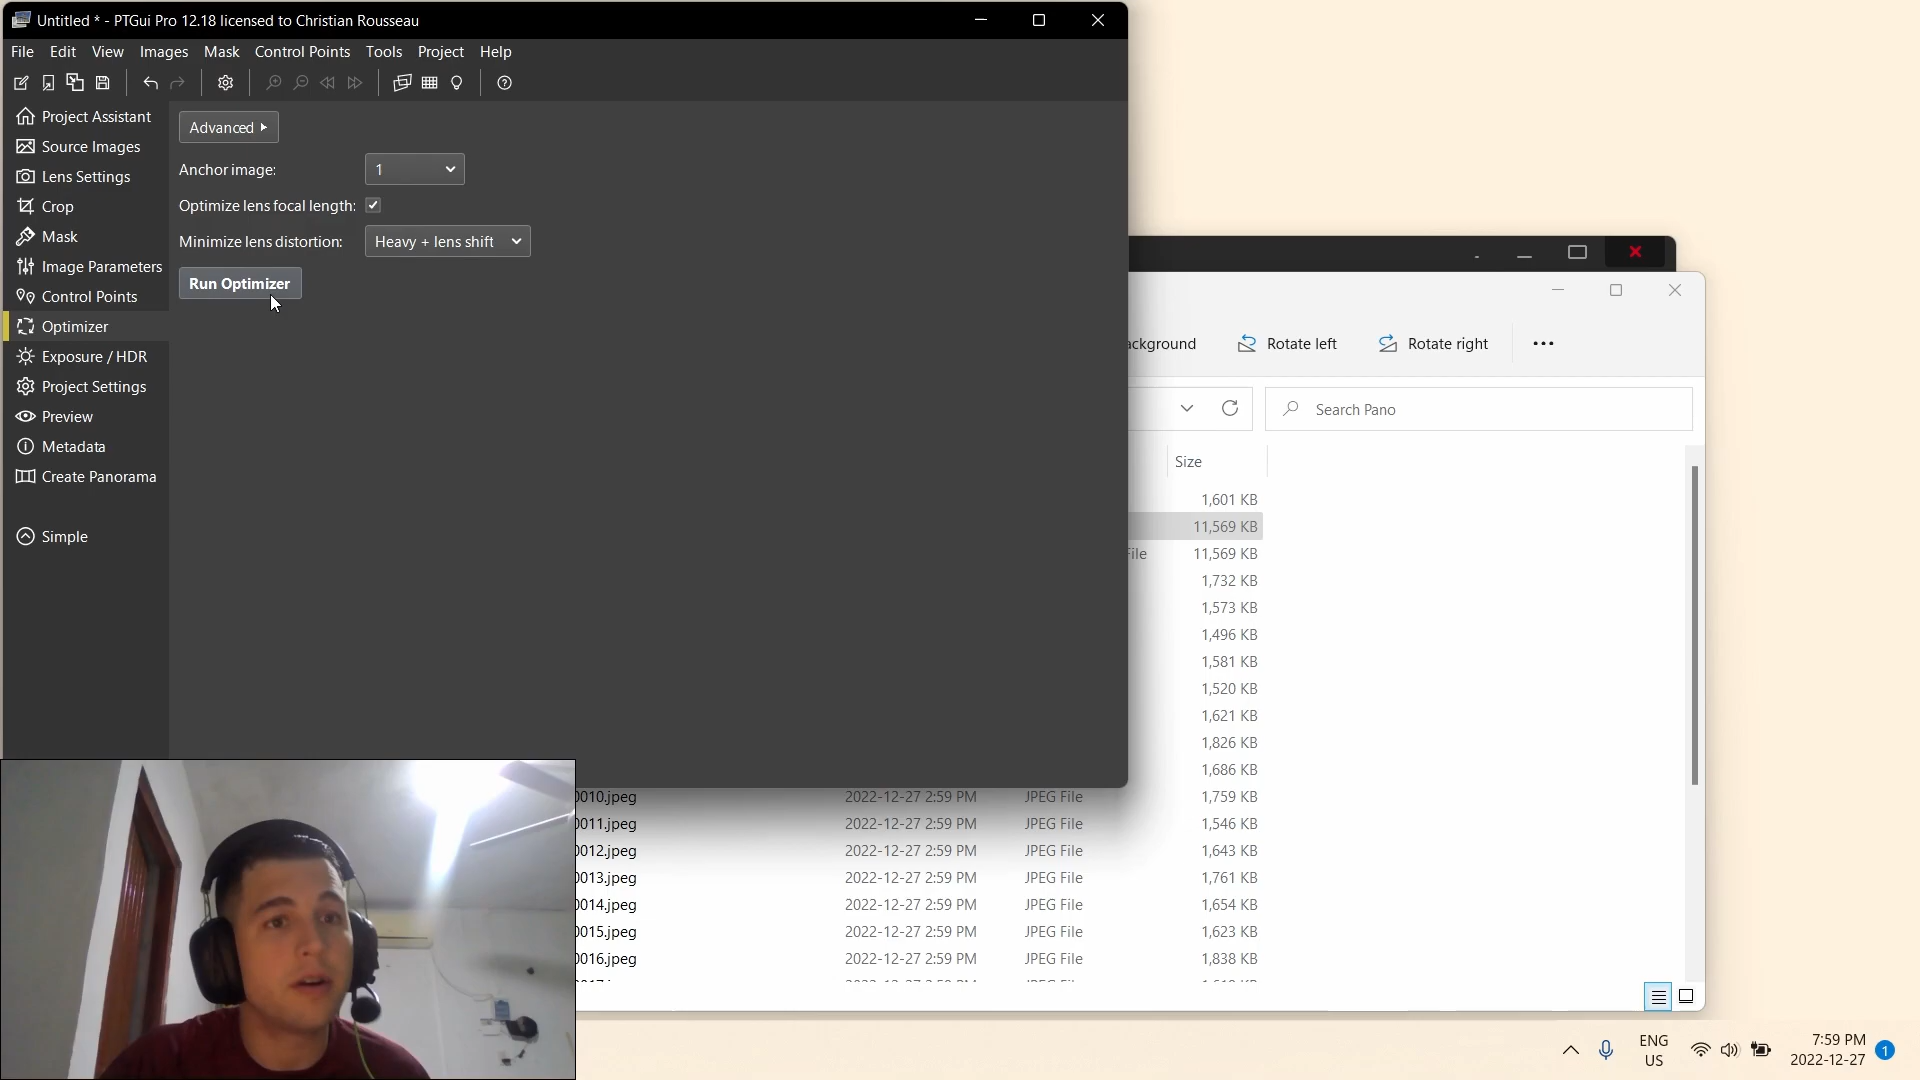 Untitled * - PTGui Pro 12.18 licensed to Christian Rousseau
File Edit View Images Mask Control Points Tools Project Help
Project Assistant
Source Images
Lens Settings
Crop
Mask
Image Parameters
Control Points
Optimizer
Exposure / HDR
Project Settings
Preview
Metadata
Create Panorama
Simple
Advanced
Anchor image: 1
Optimize lens focal length:
Minimize lens distortion: Heavy + lens shift
Run Optimizer
ackground Rotate left Rotate right
Search Pano
Size
1,601 KB
11,569 KB
File 11,569 KB
1,732 KB
1,573 KB
1,496 KB
1,581 KB
1,520 KB
1,621 KB
1,826 KB
1,686 KB
0010.jpeg 2022-12-27 2:59 PM JPEG File 1,759 KB
0011.jpeg 2022-12-27 2:59 PM JPEG File 1,546 KB
0012.jpeg 2022-12-27 2:59 PM JPEG File 1,643 KB
0013.jpeg 2022-12-27 2:59 PM JPEG File 1,761 KB
0014.jpeg 2022-12-27 2:59 PM JPEG File 1,654 KB
0015.jpeg 2022-12-27 2:59 PM JPEG File 1,623 KB
0016.jpeg 2022-12-27 2:59 PM JPEG File 1,838 KB
ENG
US
7:59 PM
2022-12-27
1